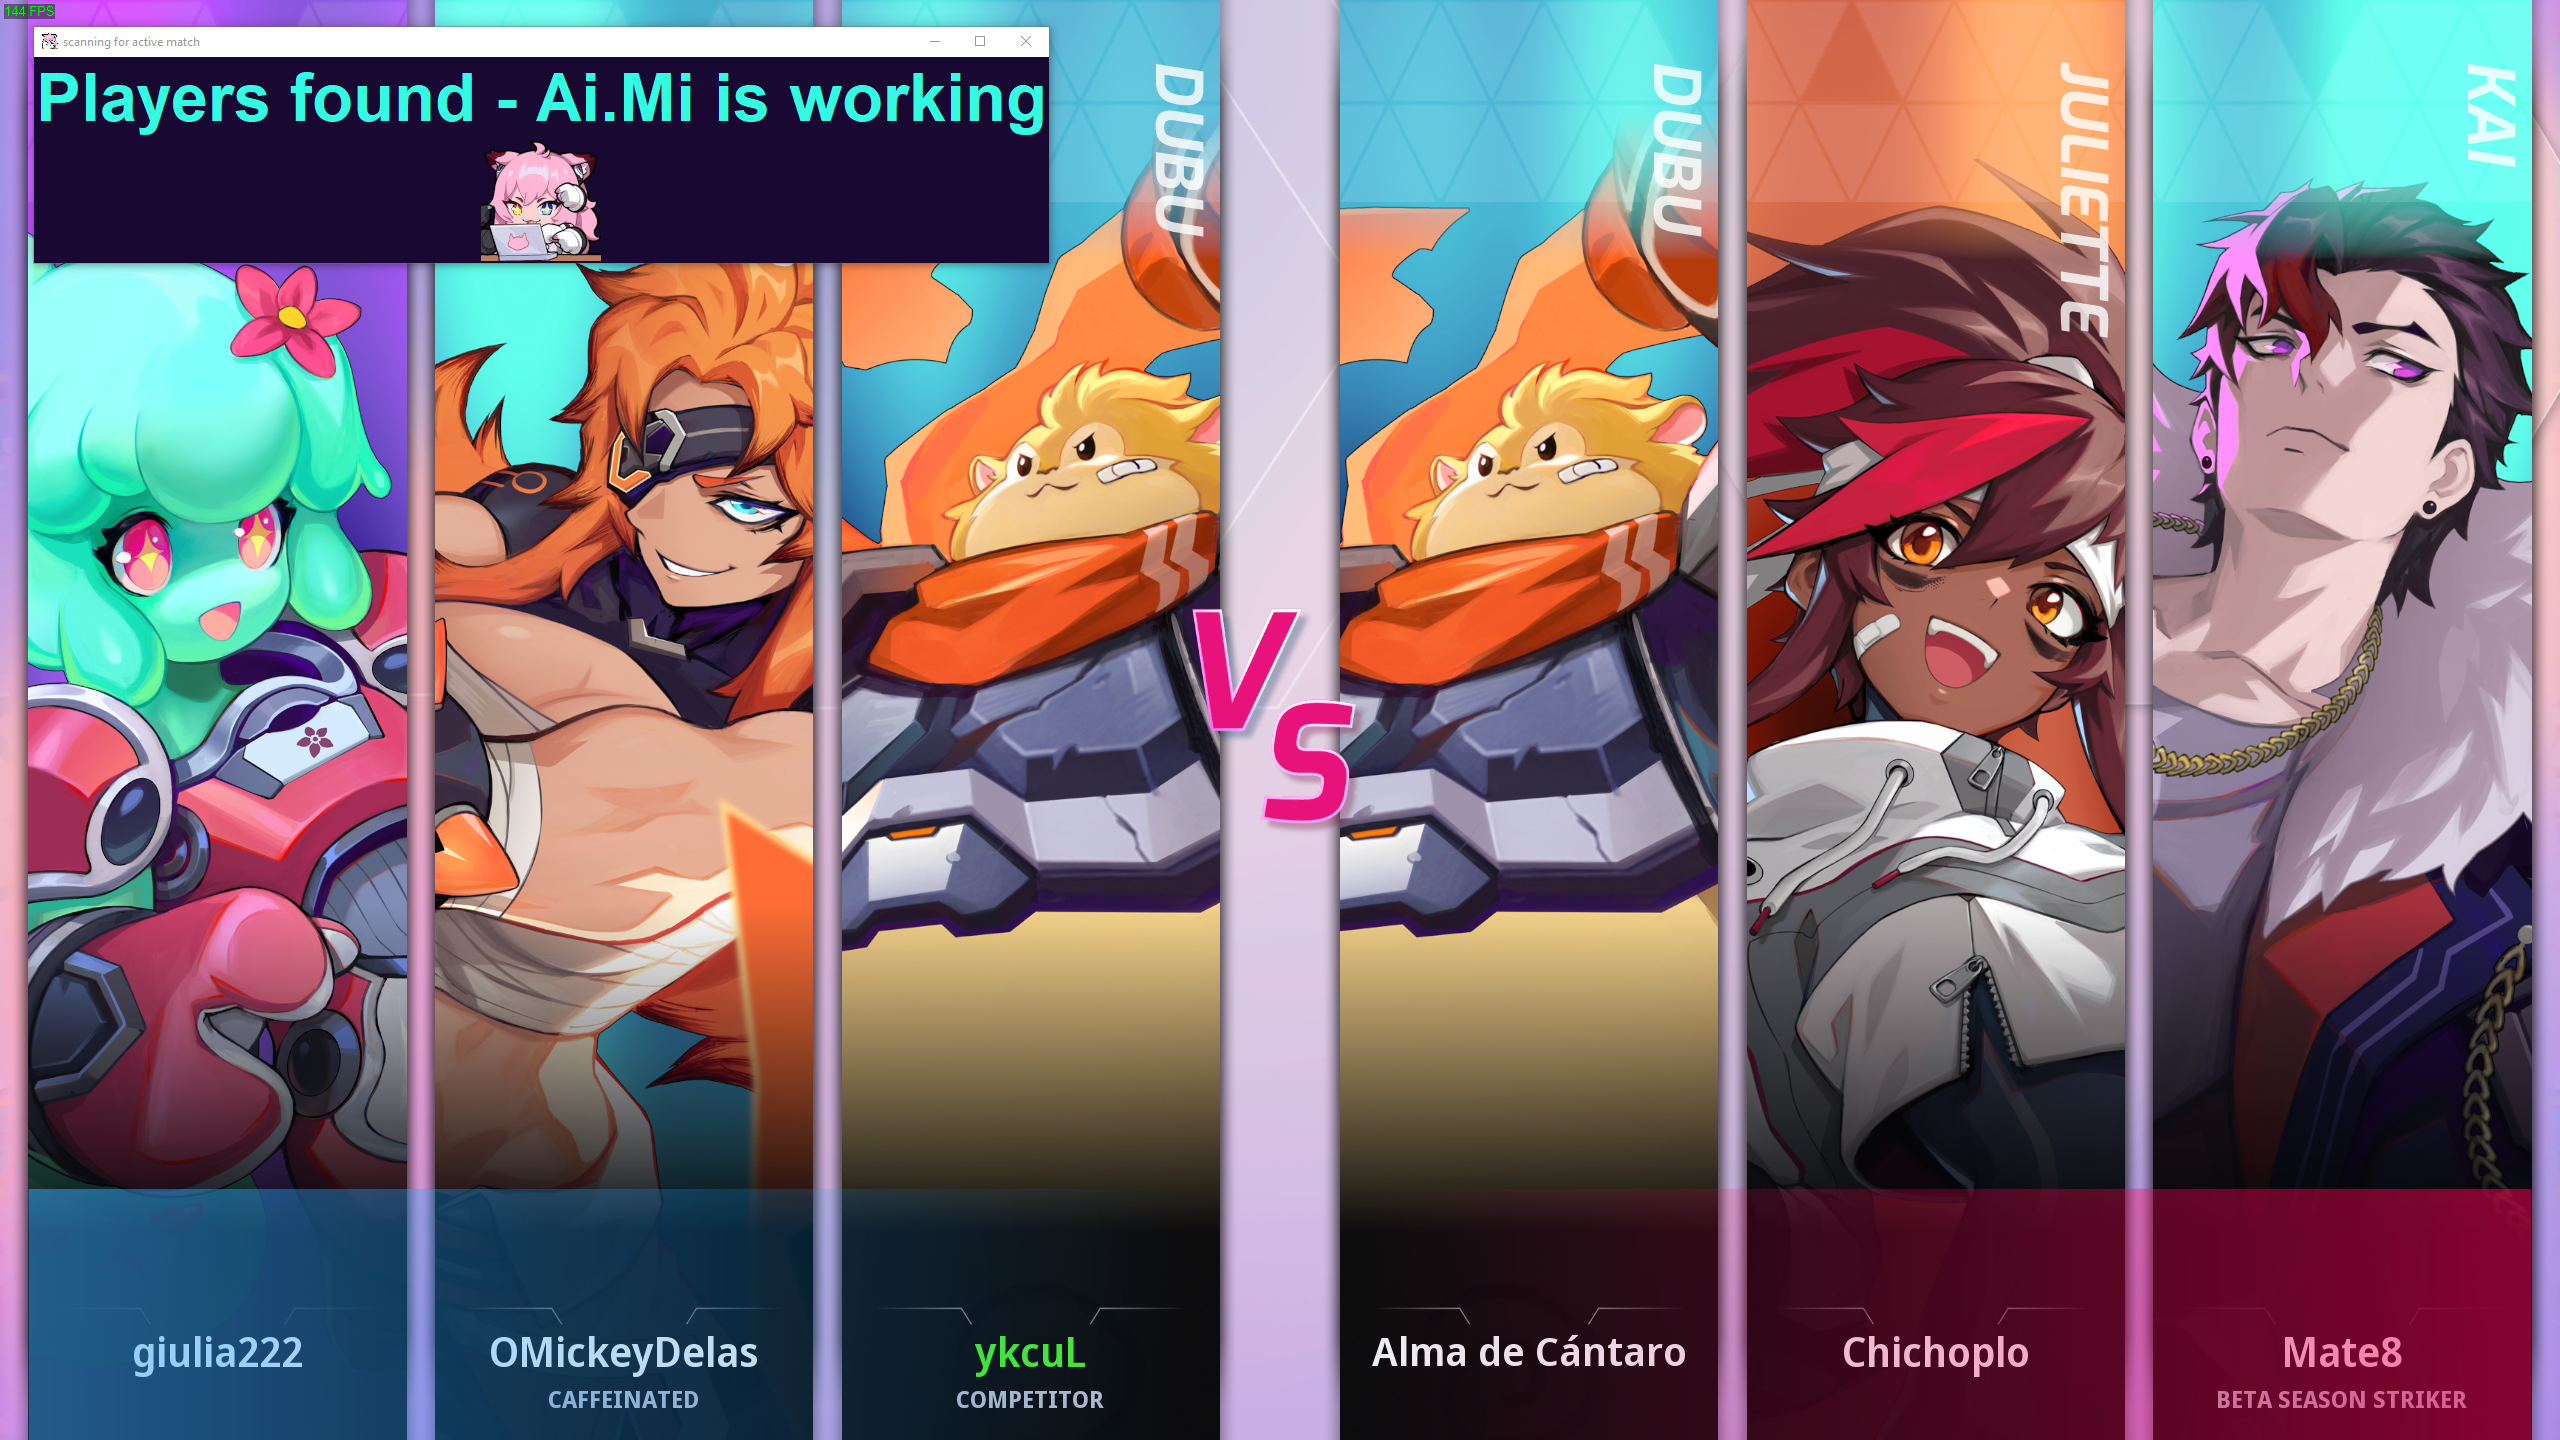 144 FPS
scanning for active match
Players found - Ai.Mi is working
DUBU
DUBU
JULIETTE
KAI
VS
giulia222
OMickeyDelas
CAFFEINATED
ykcuL
COMPETITOR
Alma de Cántaro
Chichoplo
Mate8
BETA SEASON STRIKER